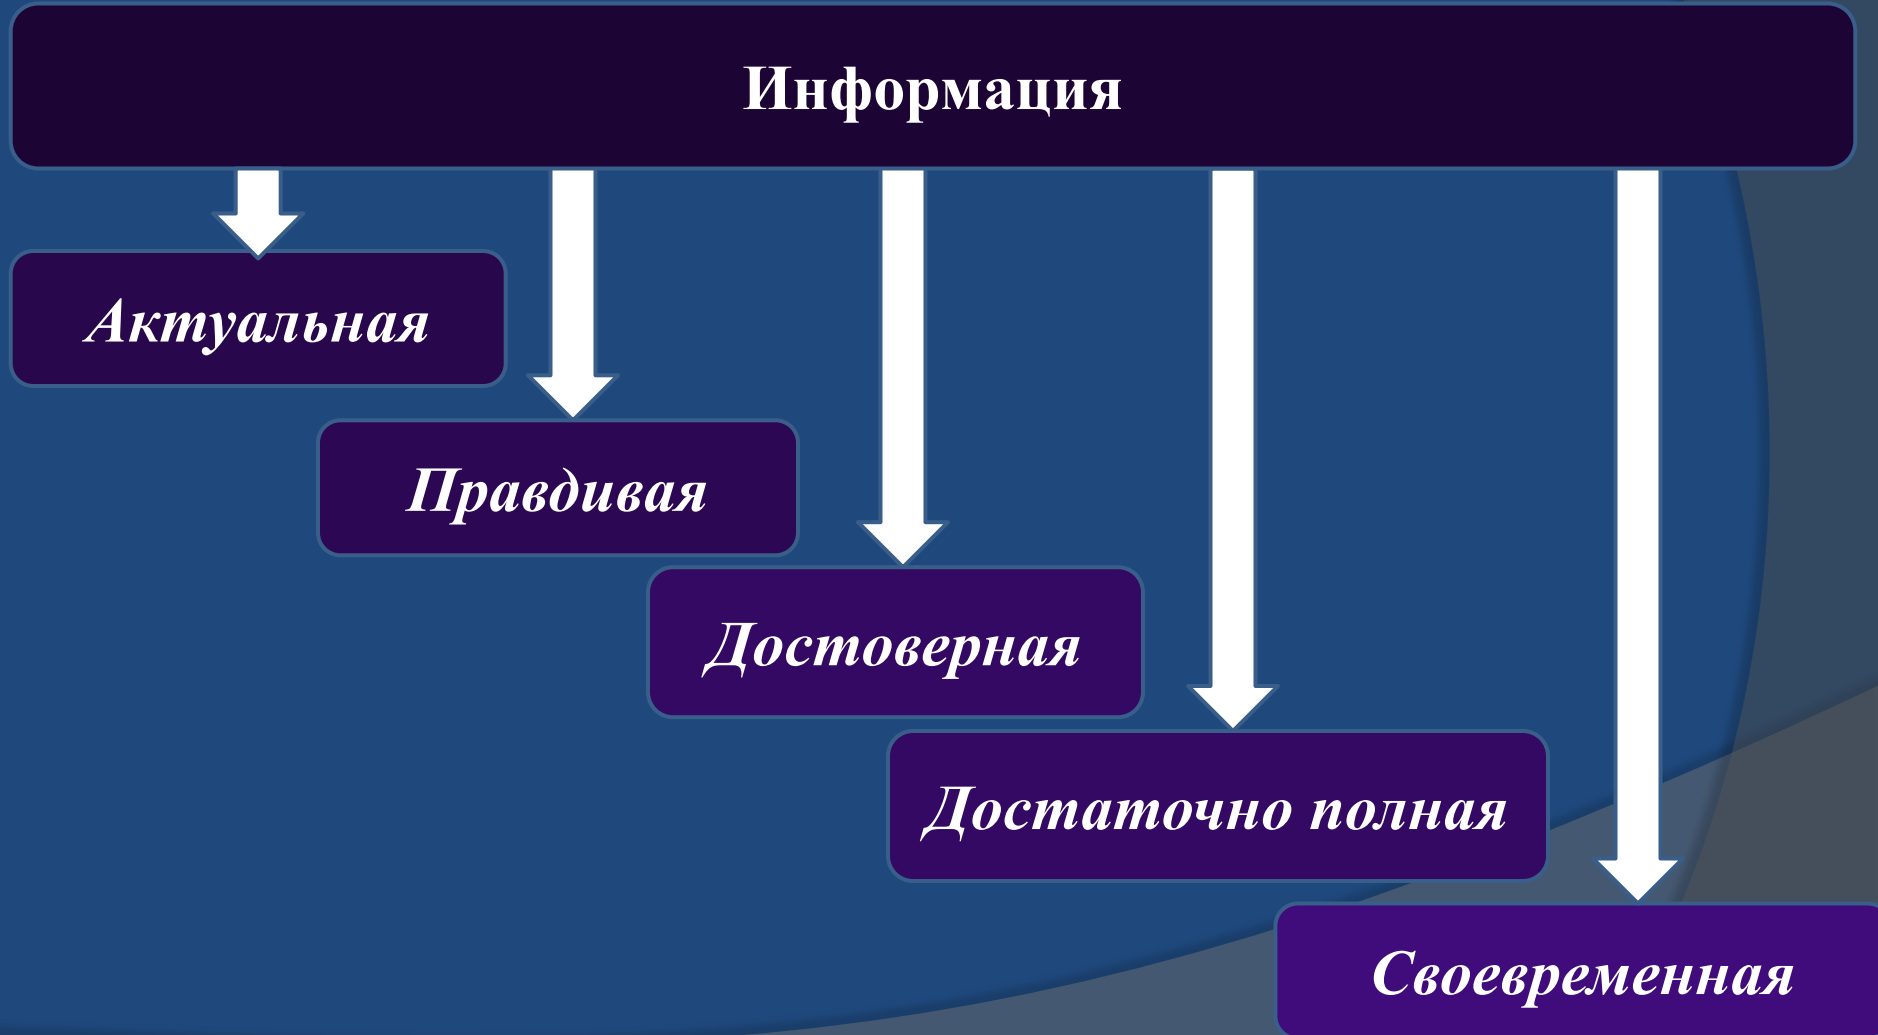 Информация
Актуальная
Правдивая
Достоверная
Достаточно полная
Своевременная